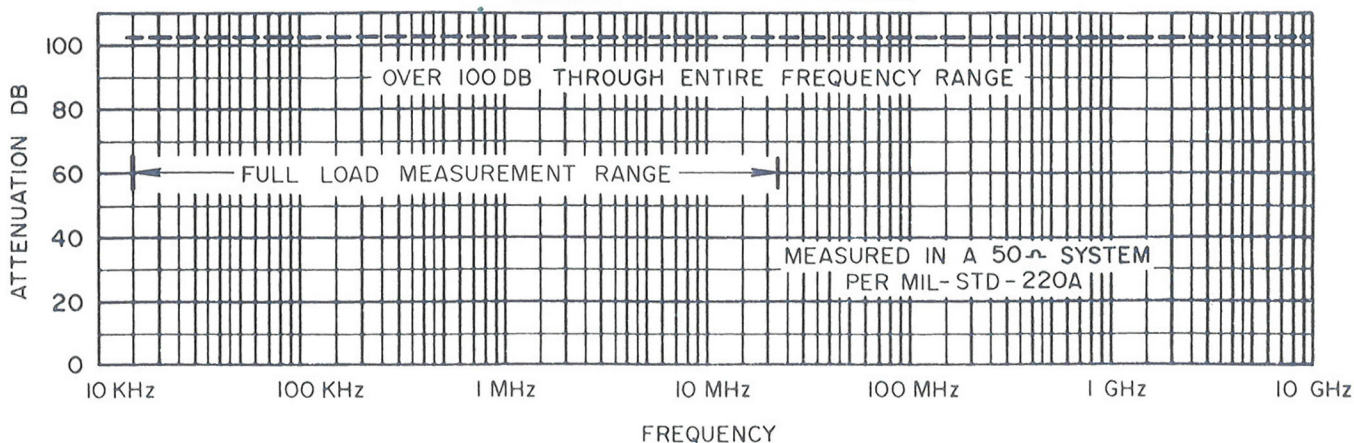 100
80
60
40
20
0
ATTENUATION DB
OVER 100 DB THROUGH ENTIRE FREQUENCY RANGE
FULL LOAD MEASUREMENT RANGE
MEASURED IN A 50Ω SYSTEM
PER MIL-STD-220A
10 KHz 100 KHz 1 MHz 10 MHz 100 MHz 1 GHz 10 GHz
FREQUENCY